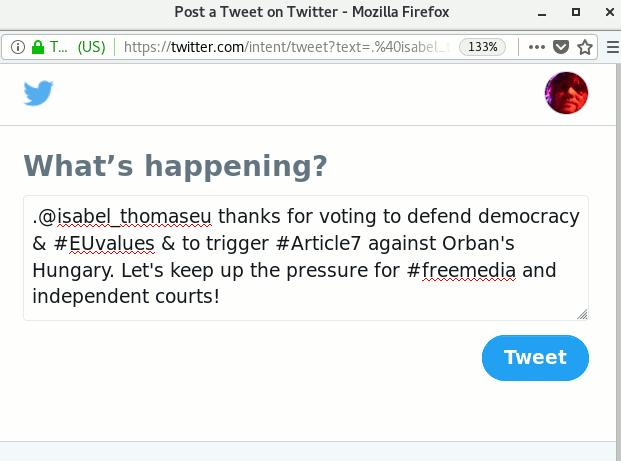 Post a Tweet on Twitter - Mozilla Firefox
T... (US) https://twitter.com/intent/tweet?text=.%40isabel_t 133%
What’s happening?
.@isabel_thomaseu thanks for voting to defend democracy
& #EUvalues & to trigger #Article7 against Orban's
Hungary. Let's keep up the pressure for #freemedia and
independent courts!
Tweet